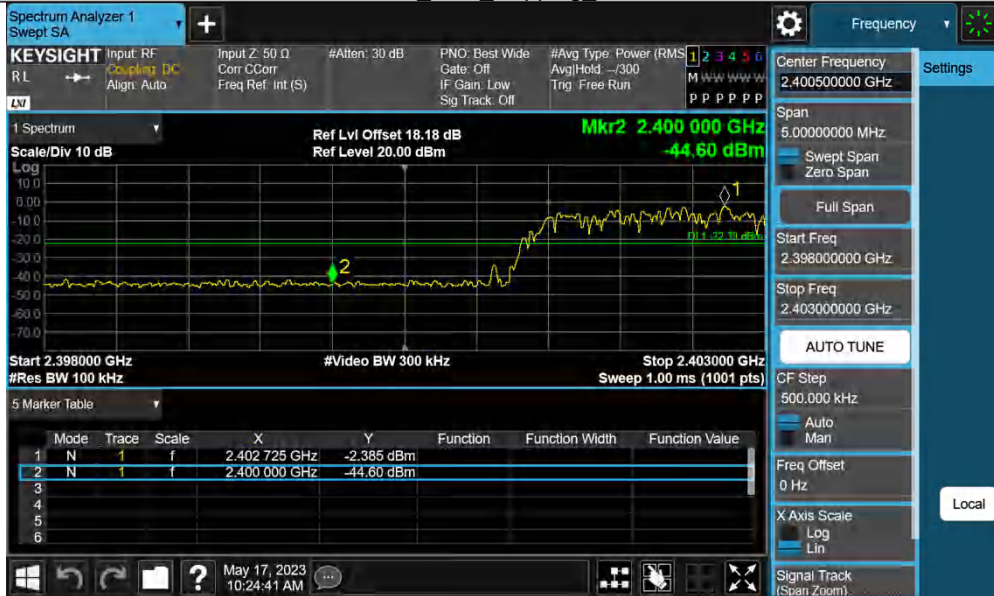 Spectrum Analyzer 1
Swept SA
+
Frequency
KEYSIGHT
RL
LXI
Input: RF
Coupling: DC
Align: Auto
Input Z: 50 Ω
Corr CCorr
Freq Ref: Int (S)
#Atten: 30 dB
PNO: Best Wide
Gate: Off
IF Gain: Low
Sig Track: Off
#Avg Type: Power (RMS
Avg|Hold: --/300
Trig: Free Run
1 2 3 4 5 6
M W W W W W
P P P P P P
1 Spectrum
Scale/Div 10 dB
Ref Lvl Offset 18.18 dB
Ref Level 20.00 dBm
Mkr2 2.400 000 GHz
-44.60 dBm
Log
10.0
0.00
-10.0
-20.0
-30.0
-40.0
-50.0
-60.0
-70.0
1
2
DL1 -22.39 dBm
Start 2.398000 GHz
#Res BW 100 kHz
#Video BW 300 kHz
Stop 2.403000 GHz
Sweep 1.00 ms (1001 pts)
5 Marker Table
Mode Trace Scale X Y Function Function Width Function Value
1 N 1 f 2.402 725 GHz -2.385 dBm
2 N 1 f 2.400 000 GHz -44.60 dBm
3
4
5
6
?
May 17, 2023
10:24:41 AM
Center Frequency
2.400500000 GHz
Span
5.00000000 MHz
Swept Span
Zero Span
Full Span
Start Freq
2.398000000 GHz
Stop Freq
2.403000000 GHz
AUTO TUNE
CF Step
500.000 kHz
Auto
Man
Freq Offset
0 Hz
X Axis Scale
Log
Lin
Signal Track
(Span Zoom)
Settings
Local